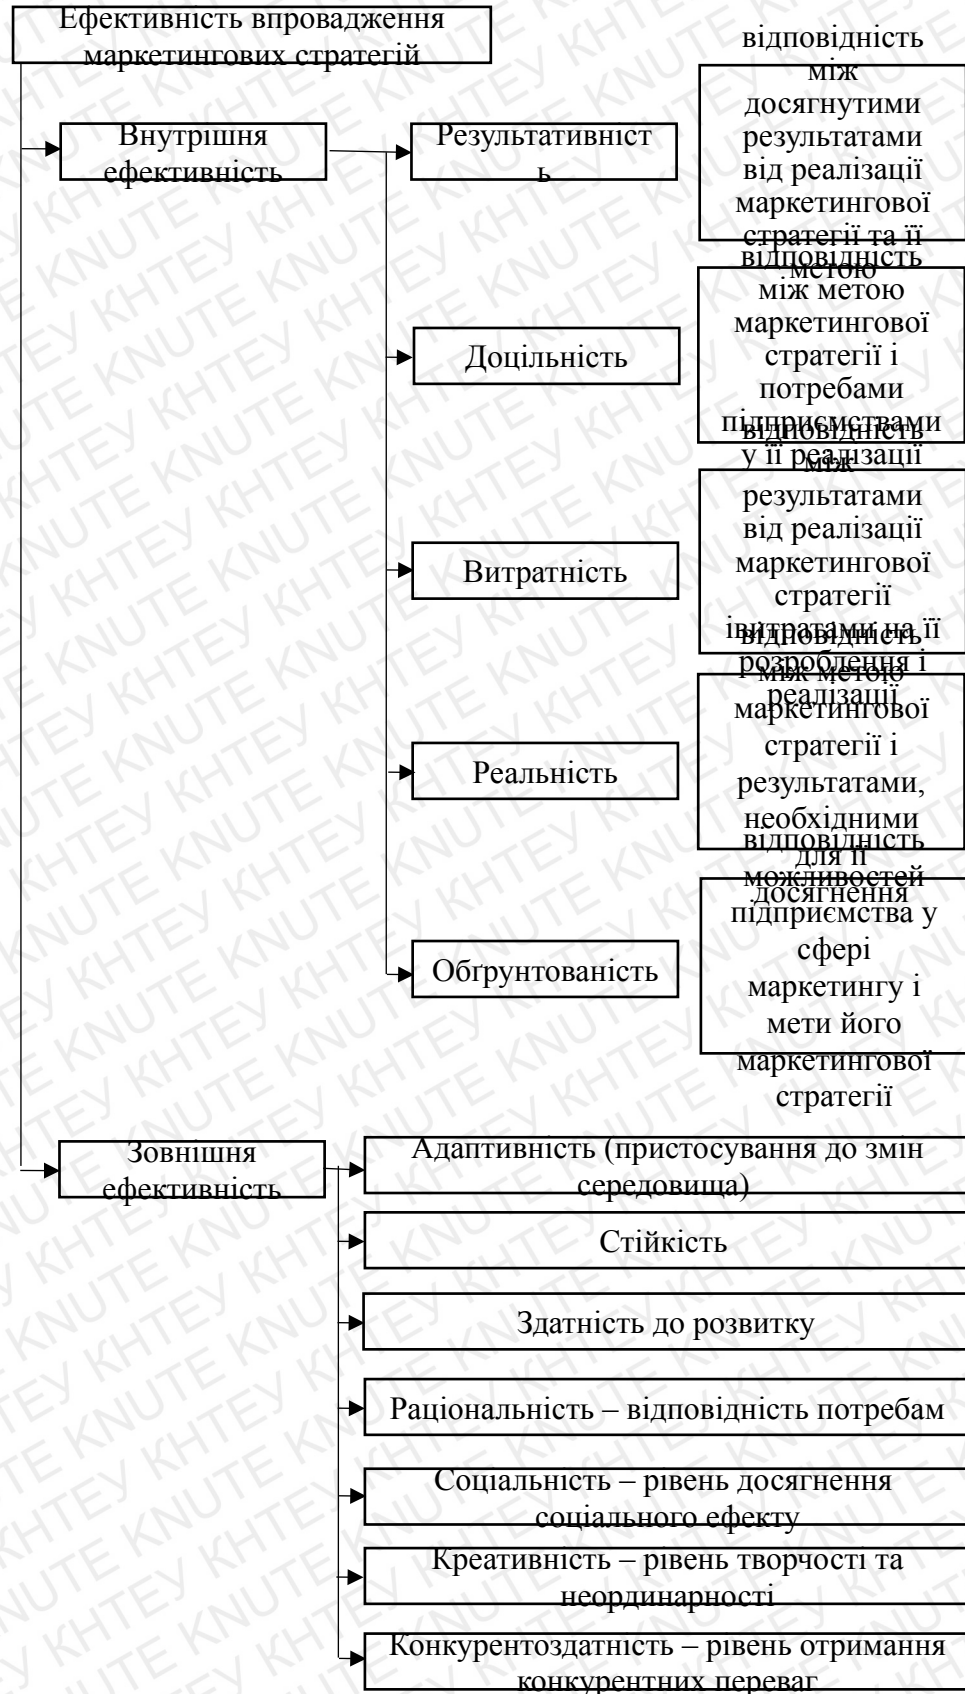 Ефективність впровадження
маркетингових стратегій
Внутрішня
ефективність
Результативніст
ь
відповідність
між
досягнутими
результатами
від реалізації
маркетингової
стратегії та її
метою
Доцільність
відповідність
між метою
маркетингової
стратегії і
потребами
підприємствами
у її реалізації
Витратність
відповідність
між
результатами
від реалізації
маркетингової
стратегії
івитратами на її
розроблення і
реалізації
Реальність
відповідність
між метою
маркетингової
стратегії і
результатами,
необхідними
для її
досягнення
Обґрунтованість
відповідність
можливостей
підприємства у
сфері
маркетингу і
мети його
маркетингової
стратегії
Зовнішня
ефективність
Адаптивність (пристосування до змін
середовища)
Стійкість
Здатність до розвитку
Раціональність – відповідність потребам
Соціальність – рівень досягнення
соціального ефекту
Креативність – рівень творчості та
неординарності
Конкурентоздатність – рівень отримання
конкурентних переваг